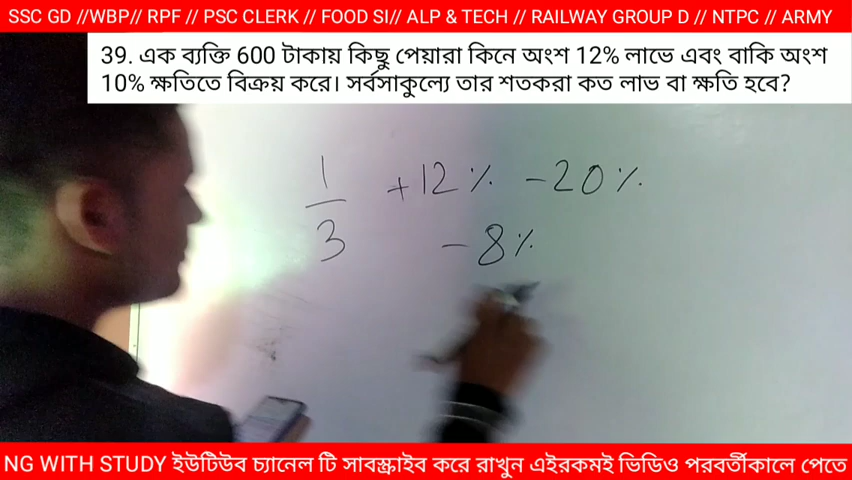 SSC GD //WBP// RPF // PSC CLERK // FOOD SI// ALP & TECH // RAILWAY GROUP D // NTPC // ARMY
39. এক ব্যক্তি 600 টাকায় কিছু পেয়ারা কিনে অংশ 12% লাভে এবং বাকি অংশ
10% ক্ষতিতে বিক্রয় করে। সর্বসাকুল্যে তার শতকরা কত লাভ বা ক্ষতি হবে?
1/3 +12% -20%
-8%
NG WITH STUDY ইউটিউব চ্যানেল টি সাবস্ক্রাইব করে রাখুন এইরকমই ভিডিও পরবর্তীকালে পেতে